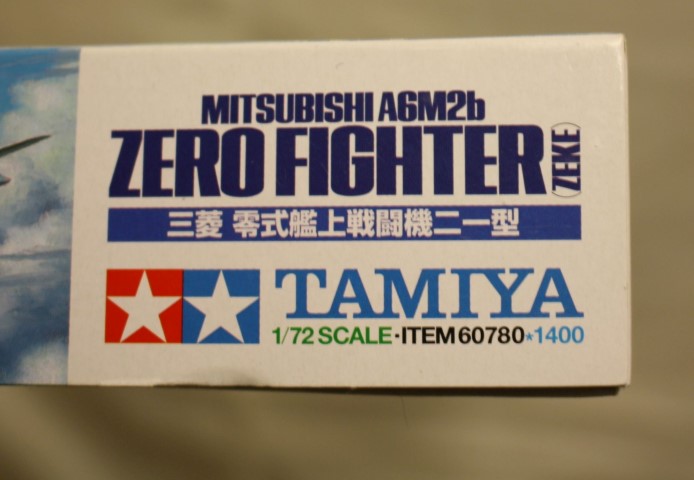 MITSUBISHI A6M2b
ZERO FIGHTER (ZEKE)
三菱 零式艦上戦闘機二一型
TAMIYA
1/72 SCALE・ITEM 60780★1400